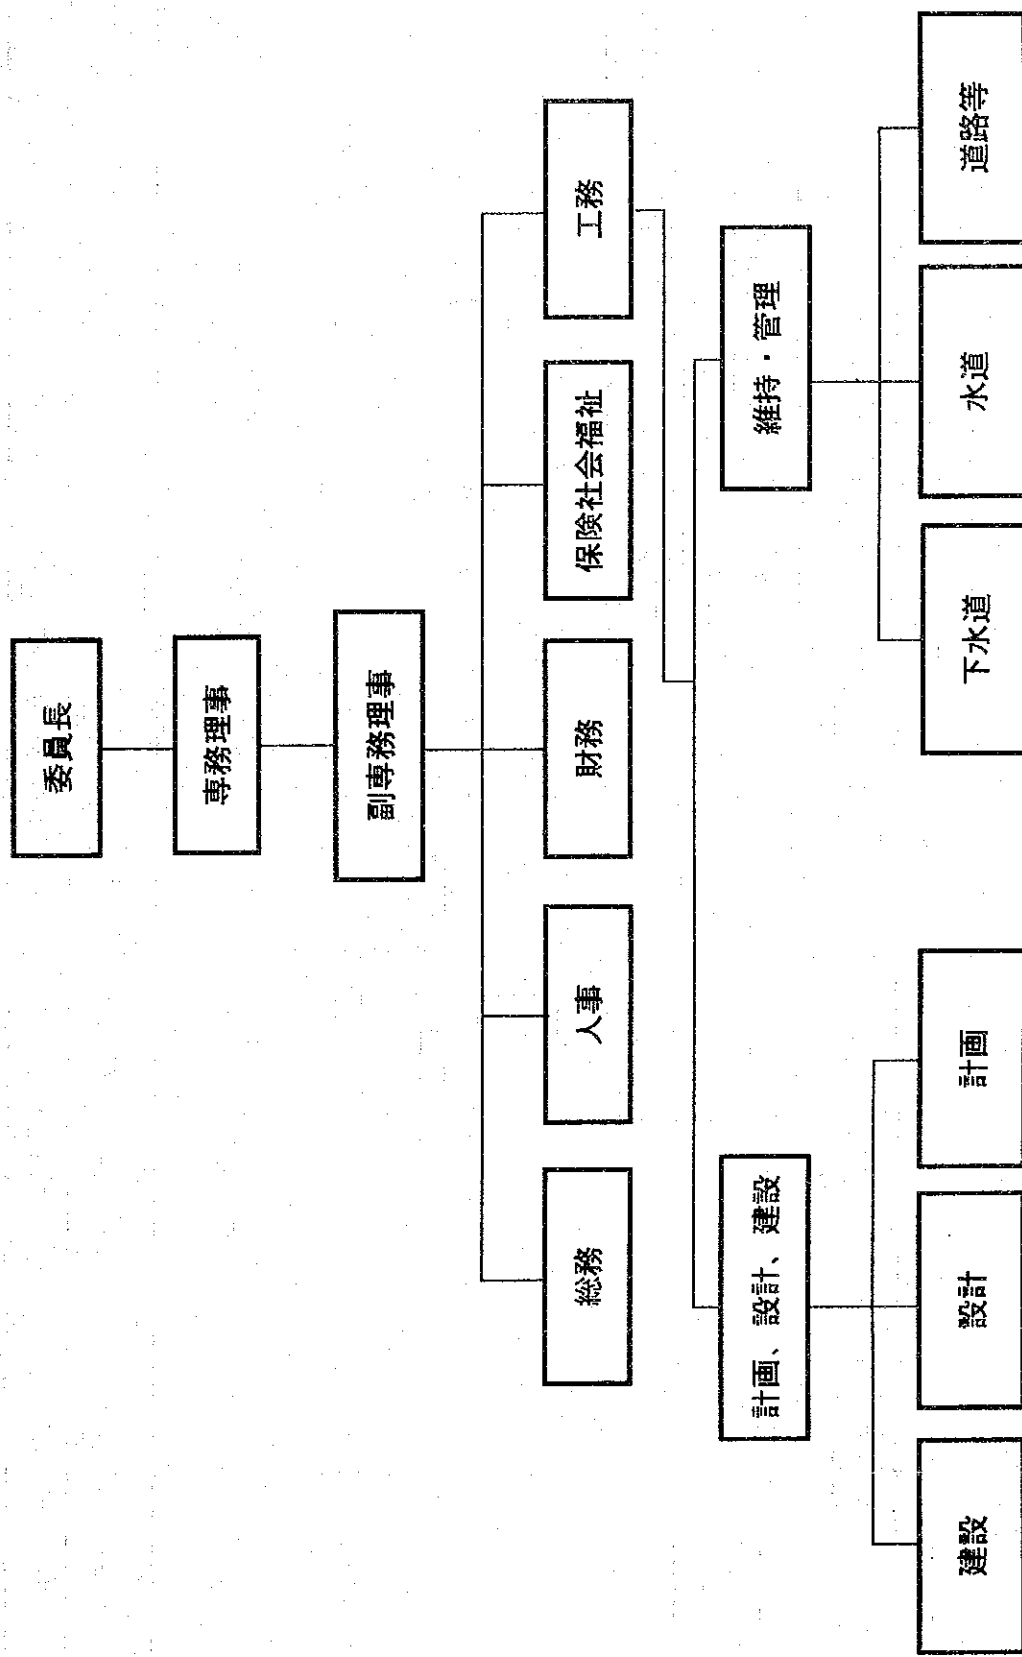 委員長
専務理事
副専務理事
総務
人事
財務
保険社会福祉
工務
計画、設計、建設
維持・管理
建設
設計
計画
下水道
水道
道路等